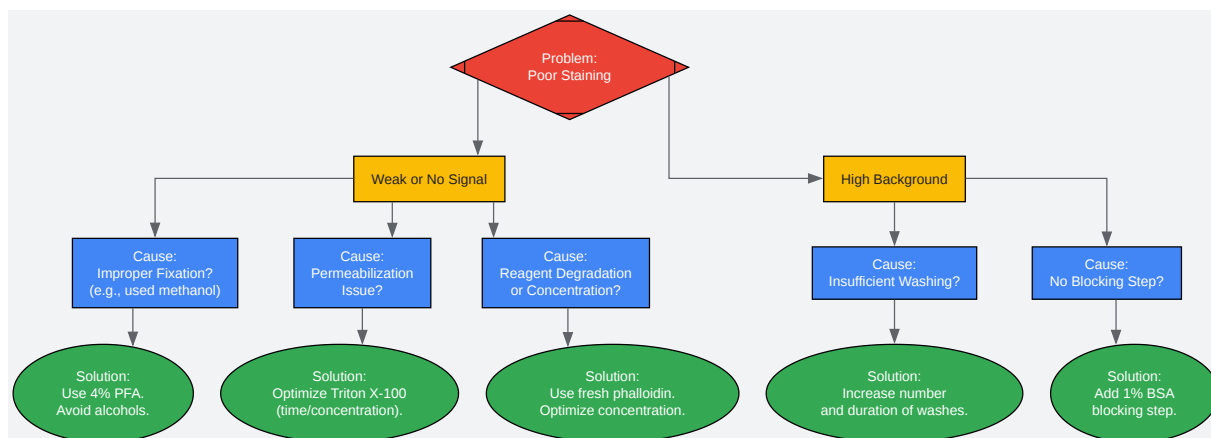 Problem:
Poor Staining
Weak or No Signal
High Background
Cause:
Improper Fixation?
(e.g., used methanol)
Cause:
Permeabilization
Issue?
Cause:
Reagent Degradation
or Concentration?
Cause:
Insufficient Washing?
Cause:
No Blocking Step?
Solution:
Use 4% PFA.
Avoid alcohols.
Solution:
Optimize Triton X-100
(time/concentration).
Solution:
Use fresh phalloidin.
Optimize concentration.
Solution:
Increase number
and duration of washes.
Solution:
Add 1% BSA
blocking step.